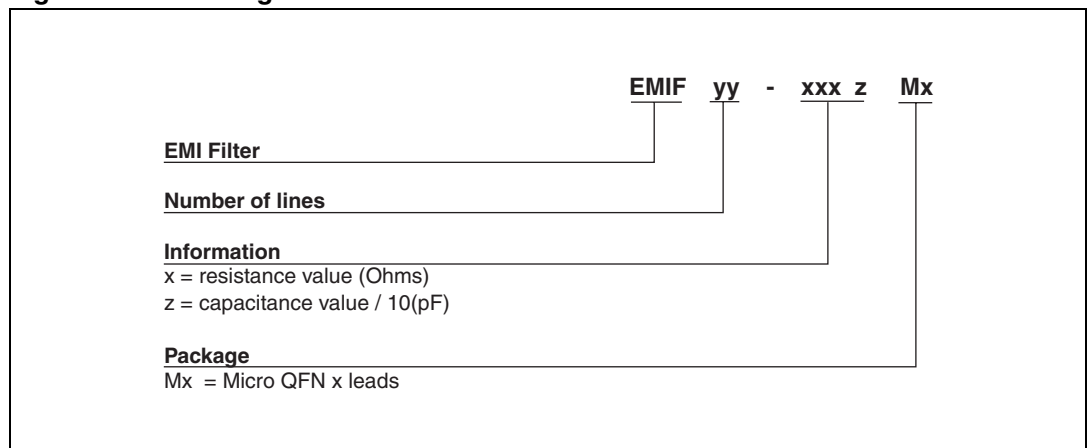 EMIF yy - xxx z Mx
EMI Filter
Number of lines
Information
x = resistance value (Ohms)
z = capacitance value / 10(pF)
Package
Mx = Micro QFN x leads